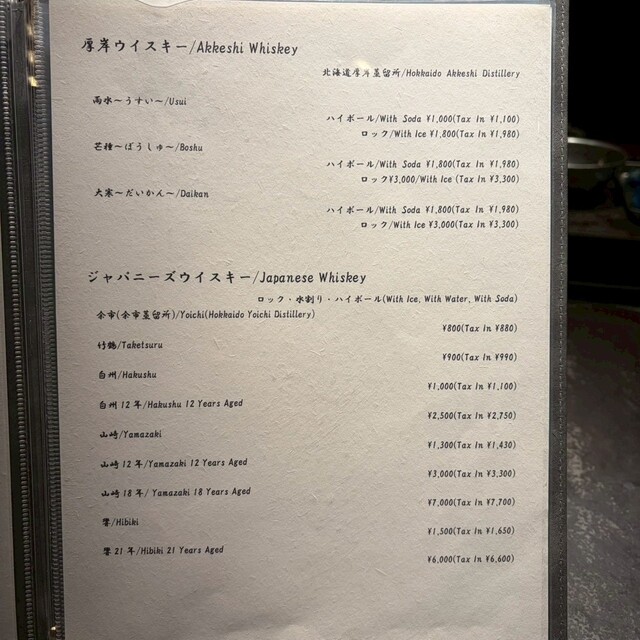 厚岸ウイスキー/Akkeshi Whiskey
北海道厚岸蒸留所/Hokkaido Akkeshi Distillery
雨水～うすい～/Usui
ハイボール/With Soda ¥1,000(Tax In ¥1,100)
ロック/With Ice ¥1,800(Tax In ¥1,980)
芒種～ぼうしゅ～/Boshu
ハイボール/With Soda ¥1,800(Tax In ¥1,980)
ロック¥3,000/With Ice (Tax In ¥3,300)
大寒～だいかん～/Daikan
ハイボール/With Soda ¥1,800(Tax In ¥1,980)
ロック/With Ice ¥3,000(Tax In ¥3,300)
ジャパニーズウイスキー/Japanese Whiskey
ロック・水割り・ハイボール(With Ice, With Water, With Soda)
余市(余市蒸留所)/Yoichi(Hokkaido Yoichi Distillery)
¥800(Tax In ¥880)
竹鶴/Taketsuru
¥900(Tax In ¥990)
白州/Hakushu
¥1,000(Tax In ¥1,100)
白州12年/Hakushu 12 Years Aged
¥2,500(Tax In ¥2,750)
山崎/Yamazaki
¥1,300(Tax In ¥1,430)
山崎12年/Yamazaki 12 Years Aged
¥3,000(Tax In ¥3,300)
山崎18年/ Yamazaki 18 Years Aged
¥7,000(Tax In ¥7,700)
響/Hibiki
¥1,500(Tax In ¥1,650)
響21年/Hibiki 21 Years Aged
¥6,000(Tax In ¥6,600)